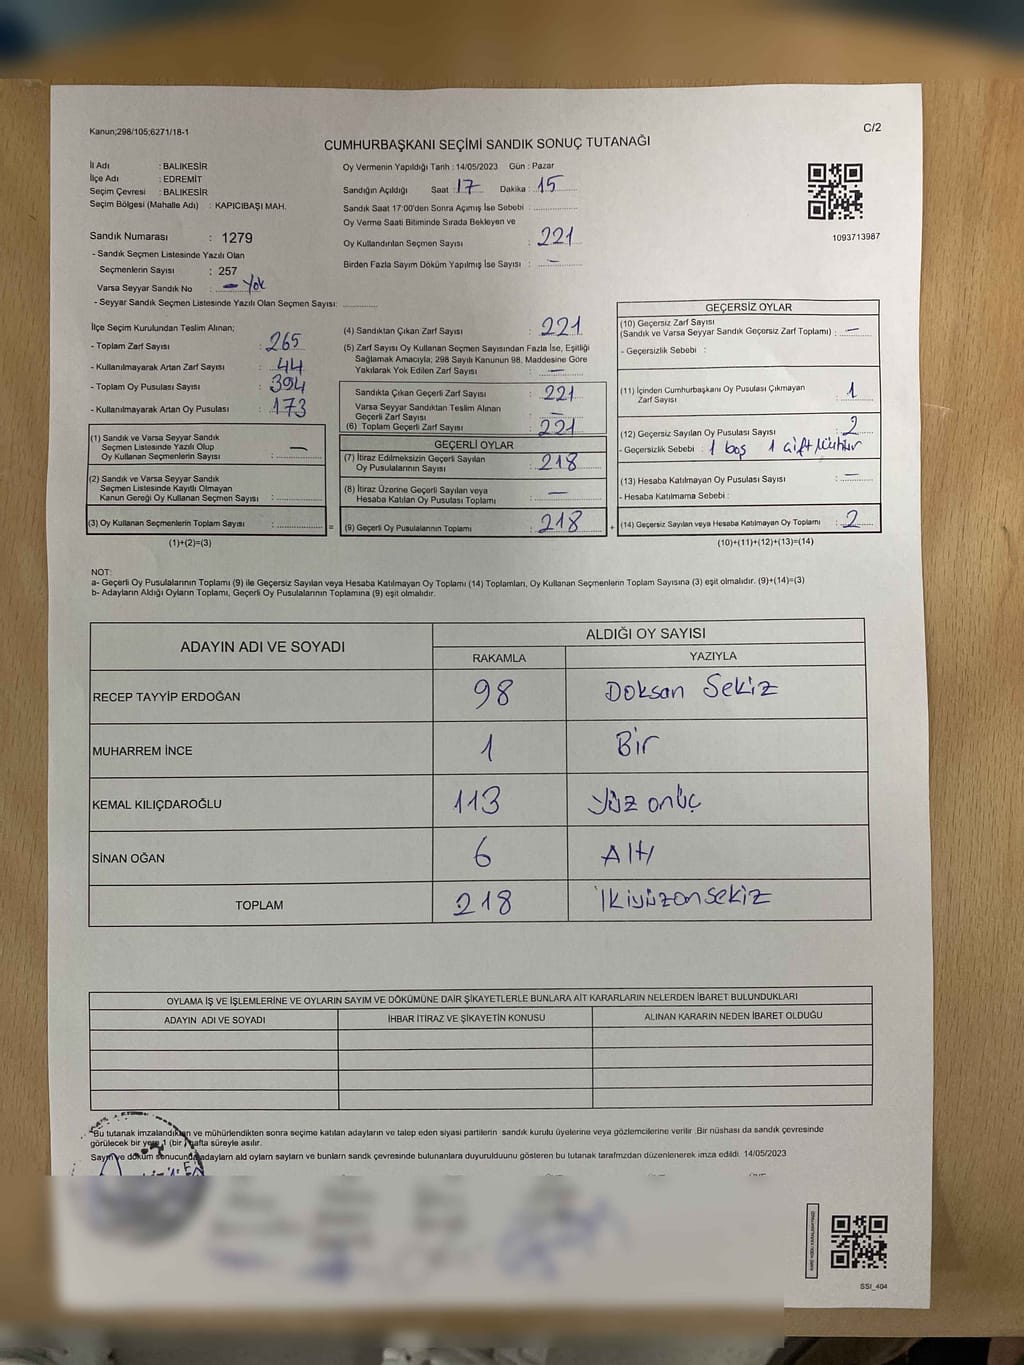 Kanun;298/105;6271/18-1
C/2
CUMHURBAŞKANI SEÇİMİ SANDIK SONUÇ TUTANAĞI
İl Adı : BALIKESİR
İlçe Adı : EDREMİT
Seçim Çevresi : BALIKESİR
Seçim Bölgesi (Mahalle Adı) : KAPICIBAŞI MAH.
Sandık Numarası : 1279
- Sandık Seçmen Listesinde Yazılı Olan
Seçmenlerin Sayısı : 257
Varsa Seyyar Sandık No : - Yok
- Seyyar Sandık Seçmen Listesinde Yazılı Olan Seçmen Sayısı:
Oy Vermenin Yapıldığı Tarih : 14/05/2023 Gün : Pazar
Sandığın Açıldığı Saat : 17 Dakika : 15
Sandık Saat 17:00'den Sonra Açımış İse Sebebi :
Oy Verme Saati Bitiminde Sırada Bekleyen ve
Oy Kullandırılan Seçmen Sayısı : 221
Birden Fazla Sayım Döküm Yapılmış İse Sayısı : -
1093713987
İlçe Seçim Kurulundan Teslim Alınan;
- Toplam Zarf Sayısı : 265
- Kullanılmayarak Artan Zarf Sayısı : 44
- Toplam Oy Pusulası Sayısı : 394
- Kullanılmayarak Artan Oy Pusulası : 173
(1) Sandık ve Varsa Seyyar Sandık
Seçmen Listesinde Yazılı Olup
Oy Kullanan Seçmenlerin Sayısı : -
(2) Sandık ve Varsa Seyyar Sandık
Seçmen Listesinde Kayıtlı Olmayan
Kanun Gereği Oy Kullanan Seçmen Sayısı :
(3) Oy Kullanan Seçmenlerin Toplam Sayısı : =
(1)+(2)=(3)
(4) Sandıktan Çıkan Zarf Sayısı : 221
(5) Zarf Sayısı Oy Kullanan Seçmen Sayısından Fazla İse, Eşitliği
Sağlamak Amacıyla; 298 Sayılı Kanunun 98. Maddesine Göre
Yakılarak Yok Edilen Zarf Sayısı : -
Sandıkta Çıkan Geçerli Zarf Sayısı : 221
Varsa Seyyar Sandıktan Teslim Alınan
Geçerli Zarf Sayısı : -
(6) Toplam Geçerli Zarf Sayısı : 221
GEÇERLİ OYLAR
(7) İtiraz Edilmeksizin Geçerli Sayılan
Oy Pusulalarının Sayısı : 218
(8) İtiraz Üzerine Geçerli Sayılan veya
Hesaba Katılan Oy Pusulası Toplamı : -
(9) Geçerli Oy Pusulalarının Toplamı : 218 +
GEÇERSİZ OYLAR
(10) Geçersiz Zarf Sayısı
(Sandık ve Varsa Seyyar Sandık Geçersiz Zarf Toplamı) : -
- Geçersizlik Sebebi :
(11) İçinden Cumhurbaşkanı Oy Pusulası Çıkmayan
Zarf Sayısı : 1
(12) Geçersiz Sayılan Oy Pusulası Sayısı : 2
- Geçersizlik Sebebi : 1 boş 1 çift Mühür
(13) Hesaba Katılmayan Oy Pusulası Sayısı : -
- Hesaba Katılmama Sebebi :
(14) Geçersiz Sayılan veya Hesaba Katılmayan Oy Toplamı : 2
(10)+(11)+(12)+(13)=(14)
NOT:
a- Geçerli Oy Pusulalarının Toplamı (9) ile Geçersiz Sayılan veya Hesaba Katılmayan Oy Toplamı (14) Toplamları, Oy Kullanan Seçmenlerin Toplam Sayısına (3) eşit olmalıdır. (9)+(14)=(3)
b- Adayların Aldığı Oyların Toplamı, Geçerli Oy Pusulalarının Toplamına (9) eşit olmalıdır.
ADAYIN ADI VE SOYADI ALDIĞI OY SAYISI
RAKAMLA YAZIYLA
RECEP TAYYİP ERDOĞAN 98 Doksan Sekiz
MUHARREM İNCE 1 Bir
KEMAL KILIÇDAROĞLU 113 Yüz onüç
SİNAN OĞAN 6 Altı
TOPLAM 218 İkiyüzonsekiz
OYLAMA İŞ VE İŞLEMLERİNE VE OYLARIN SAYIM VE DÖKÜMÜNE DAİR ŞİKAYETLERLE BUNLARA AİT KARARLARIN NELERDEN İBARET BULUNDUKLARI
ADAYIN ADI VE SOYADI İHBAR İTİRAZ VE ŞİKAYETİN KONUSU ALINAN KARARIN NEDEN İBARET OLDUĞU
Bu tutanak imzalandıktan ve mühürlendikten sonra seçime katılan adayların ve talep eden siyasi partilerin sandık kurulu üyelerine veya gözlemcilerine verilir .Bir nüshası da sandık çevresinde
görülecek bir yere 1 (bir ) hafta süreyle asılır.
Sayım ve döküm sonucunda adayların ald oyların sayların ve bunların sandk çevresinde bulunanlara duyurulduunu gösteren bu tutanak tarafmzdan düzenlenerek imza edildi. 14/05/2023
SSI_404